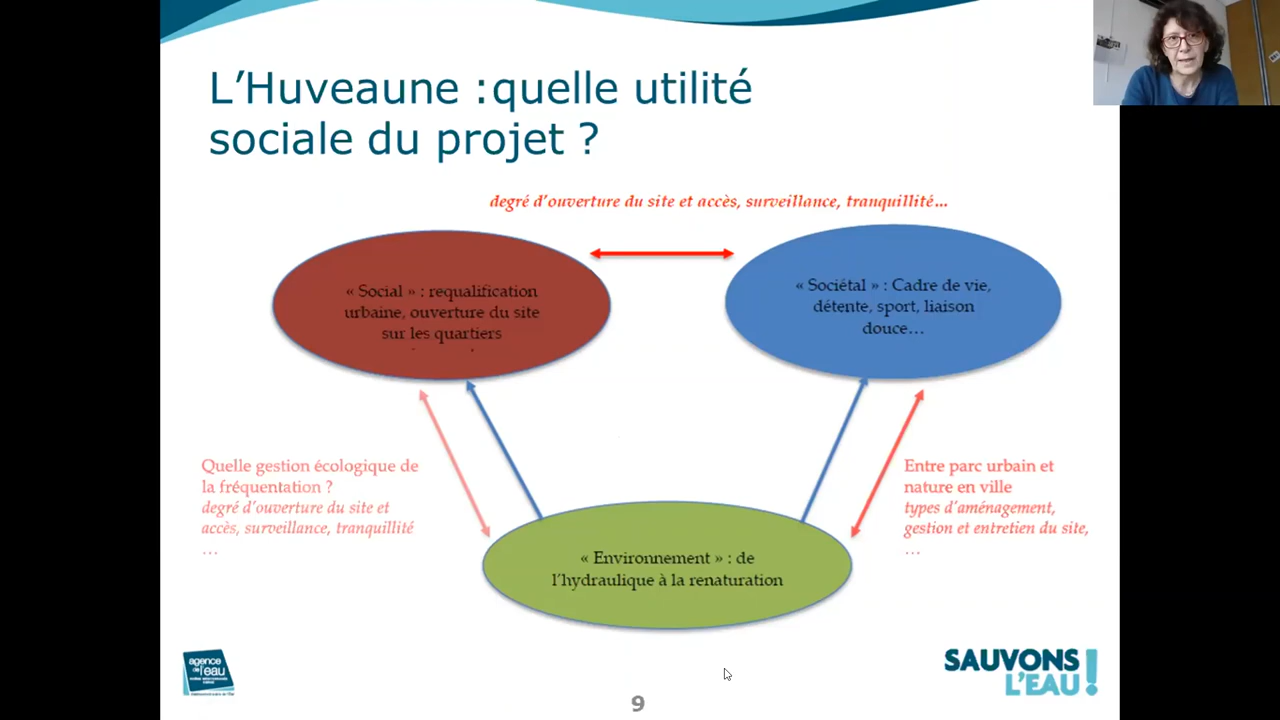 L’Huveaune :quelle utilité
sociale du projet ?
degré d’ouverture du site et accès, surveillance, tranquillité…
« Social » : requalification
urbaine, ouverture du site
sur les quartiers
« Sociétal » : Cadre de vie,
détente, sport, liaison
douce…
Quelle gestion écologique de
la fréquentation ?
degré d’ouverture du site et
accès, surveillance, tranquillité
…
Entre parc urbain et
nature en ville
types d’aménagement,
gestion et entretien du site,
…
« Environnement » : de
l’hydraulique à la renaturation
agence
de l’eau
SAUVONS
L’EAU!
9